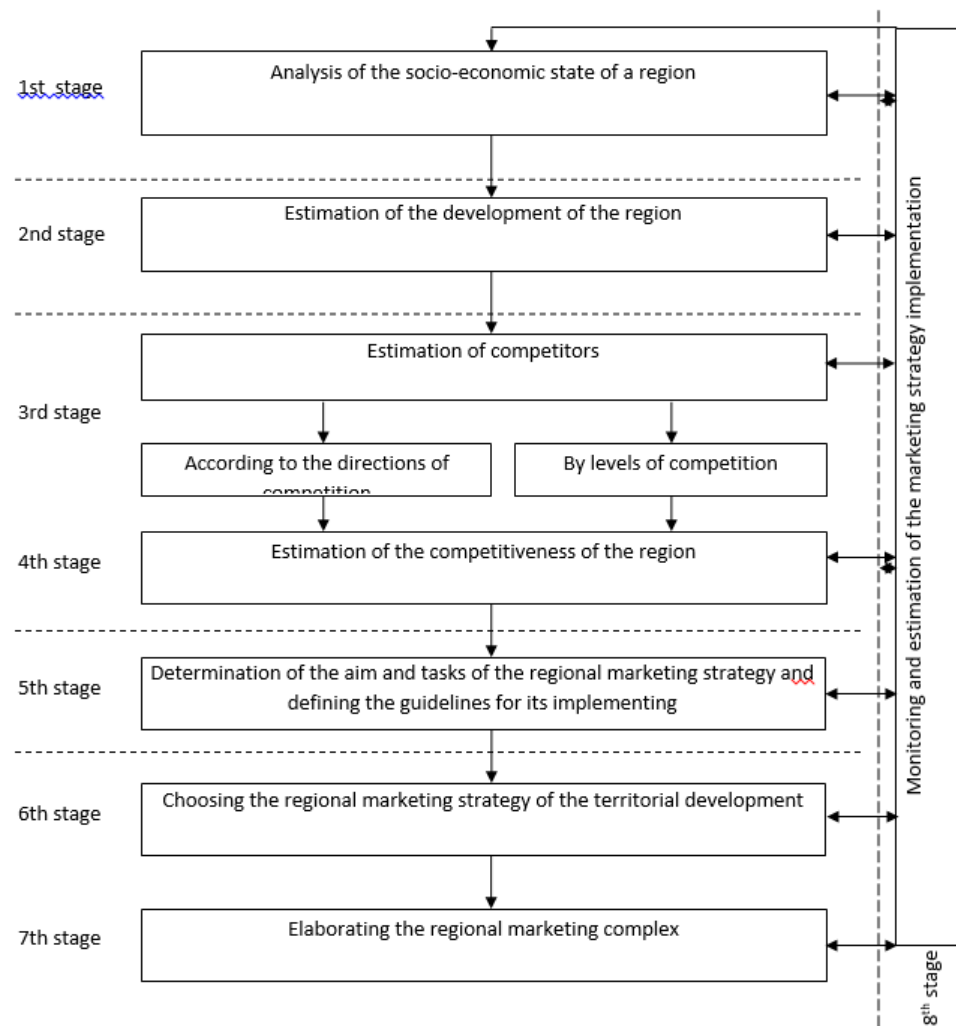 Analysis of the socio-economic state of a region
1st stage
Estimation of the development of the region
2nd stage
Estimation of competitors
3rd stage
According to the directions of
competition
By levels of competition
Estimation of the competitiveness of the region
4th stage
Determination of the aim and tasks of the regional marketing strategy and
defining the guidelines for its implementing
5th stage
Choosing the regional marketing strategy of the territorial development
6th stage
Elaborating the regional marketing complex
7th stage
Monitoring and estimation of the marketing strategy implementation
8th stage